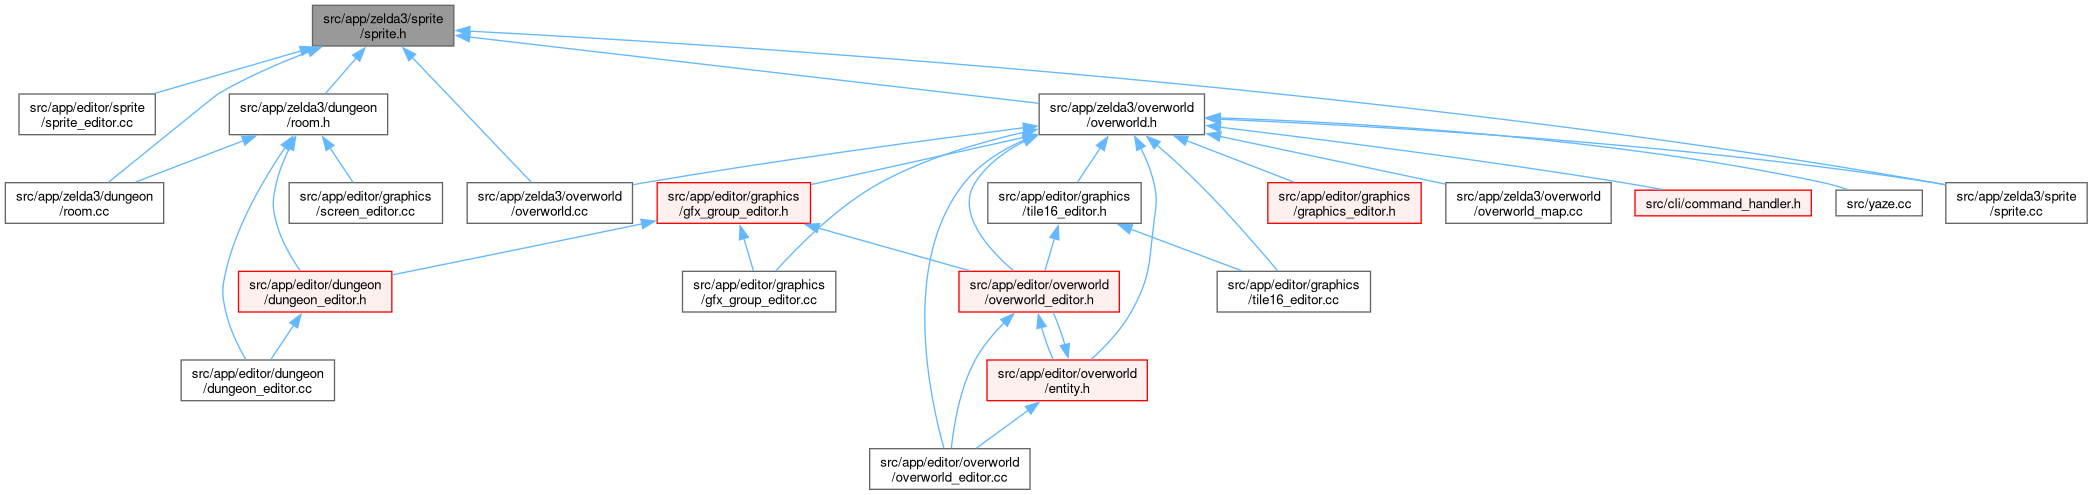 src/app/zelda3/sprite
/sprite.h
src/app/editor/sprite
/sprite_editor.cc
src/app/zelda3/dungeon
/room.h
src/app/zelda3/overworld
/overworld.h
src/app/zelda3/dungeon
/room.cc
src/app/editor/graphics
/screen_editor.cc
src/app/zelda3/overworld
/overworld.cc
src/app/editor/graphics
/gfx_group_editor.h
src/app/editor/graphics
/tile16_editor.h
src/app/editor/graphics
/graphics_editor.h
src/app/zelda3/overworld
/overworld_map.cc
src/cli/command_handler.h
src/yaze.cc
src/app/zelda3/sprite
/sprite.cc
src/app/editor/dungeon
/dungeon_editor.h
src/app/editor/graphics
/gfx_group_editor.cc
src/app/editor/overworld
/overworld_editor.h
src/app/editor/graphics
/tile16_editor.cc
src/app/editor/dungeon
/dungeon_editor.cc
src/app/editor/overworld
/entity.h
src/app/editor/overworld
/overworld_editor.cc